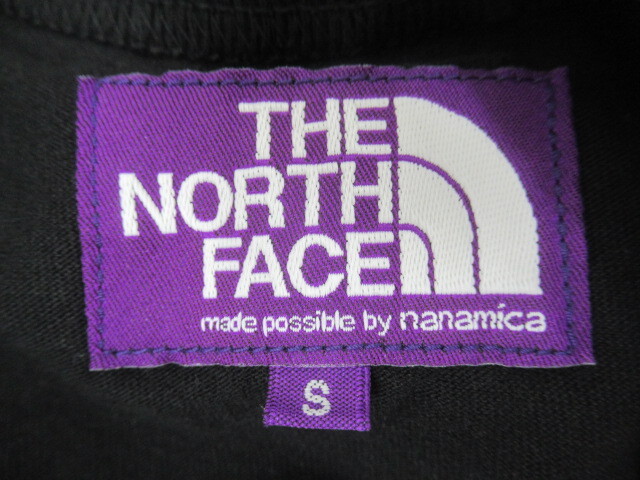 THE
NORTH
FACE
made possible by nanamica
S